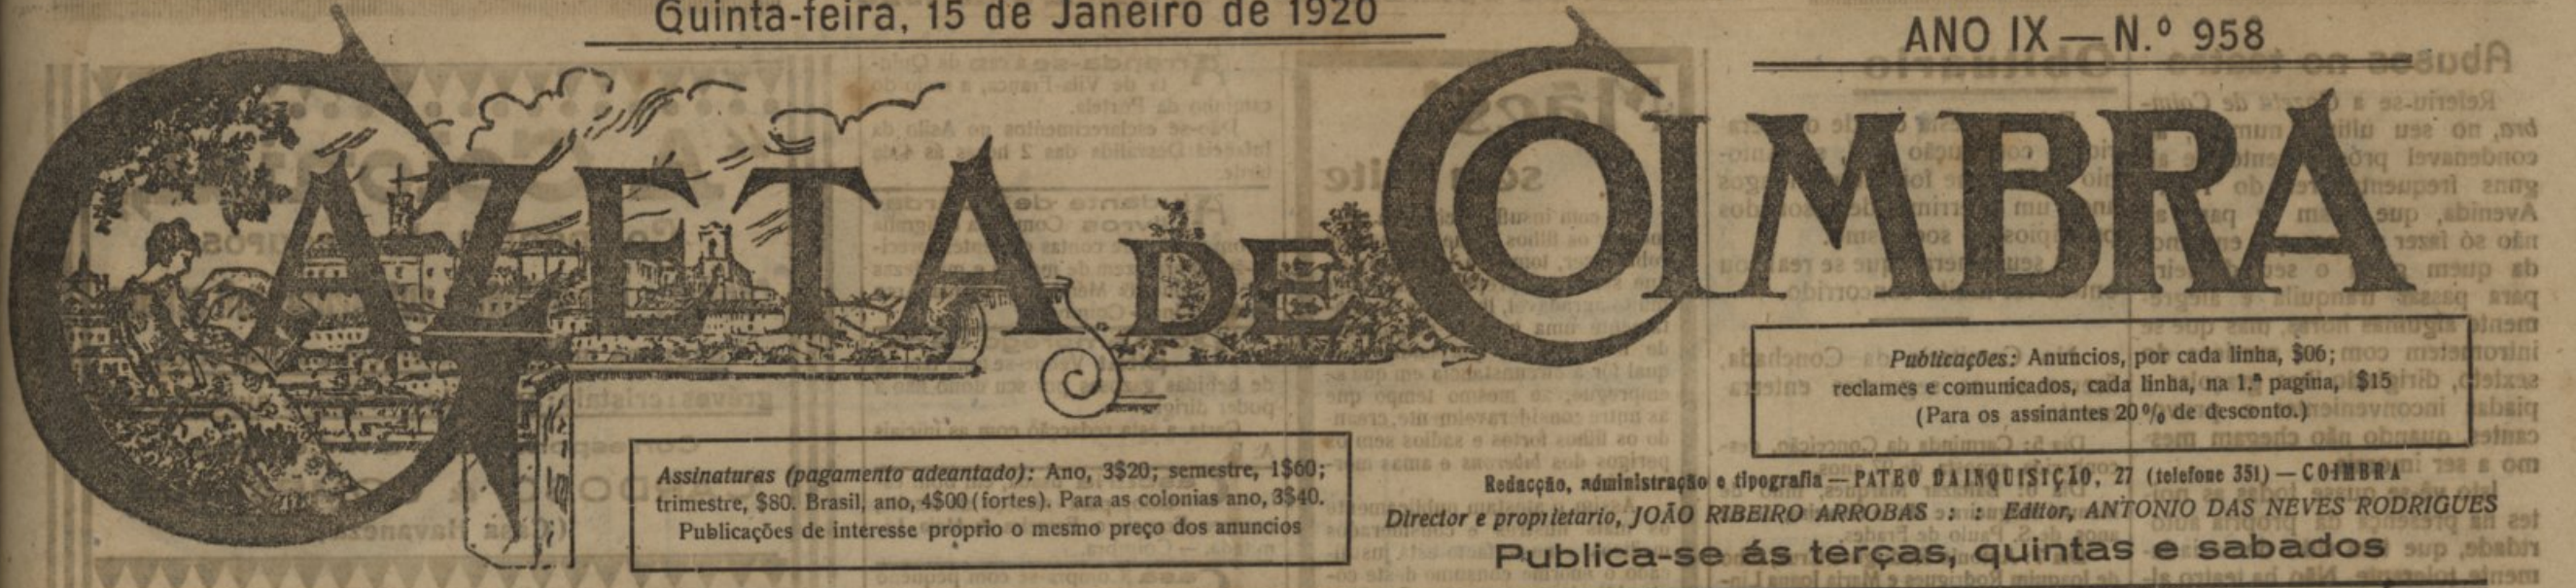 Quinta-feira, 15 de Janeiro de 1920
ANO IX — N.º 958
GAZETA DE COIMBRA
Publicações: Anuncios, por cada linha, $06;
reclames e comunicados, cada linha, na 1.ª pagina, $15
(Para os assinantes 20% de desconto.)
Assinaturas (pagamento adeantado): Ano, 3$20; semestre, 1$60;
trimestre, $80. Brasil, ano, 4$00 (fortes). Para as colonias ano, 3$40.
Publicações de interesse proprio o mesmo preço dos anuncios
Redacção, administração e tipografia — PATEO DA INQUISIÇÃO, 27 (telefone 351) — COIMBRA
Director e proprietario, JOÃO RIBEIRO ARROBAS : : Editor, ANTONIO DAS NEVES RODRIGUES
Publica-se ás terças, quintas e sabados